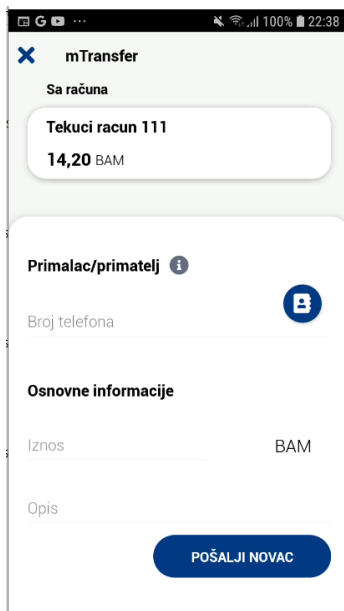 100% 22:38
mTransfer
Sa računa
Tekuci racun 111
14,20 BAM
Primalac/primatelj
Broj telefona
Osnovne informacije
Iznos BAM
Opis
POŠALJI NOVAC